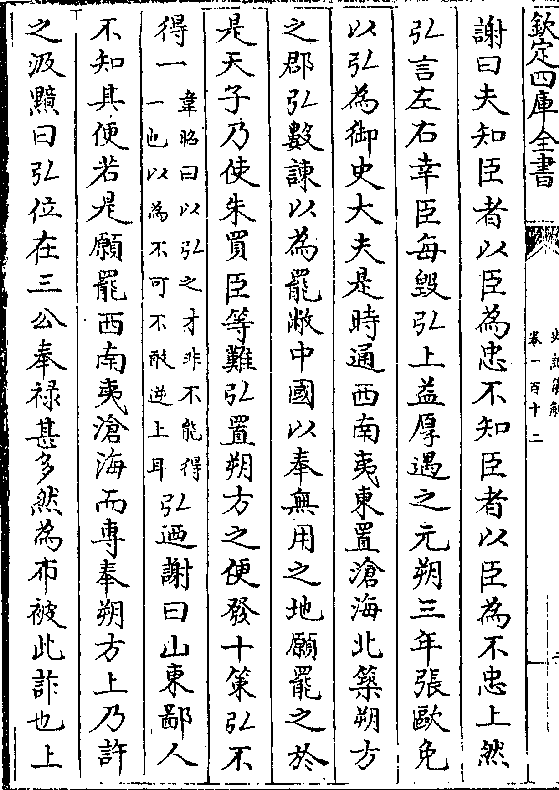 欽定四庫全書
卷一百十二
謝曰夫知臣者以臣為忠不知臣者以臣為不忠上然
弘言左右幸臣每毁弘上益厚遇之元朔三年張歐免
以弘為御史大夫是時通西南夷東置滄海北築朔方
之郡弘數諫以為罷敝中國以奉無用之地願罷之於
是天子乃使朱買臣等難弘置朔方之便發十策弘不
得一韋昭曰以弘之才非不能得一也以為不可不敢逆上耳弘迺謝曰山東鄙人
不知其便若是願罷西南夷滄海而專奉朔方上乃許
之汲黯曰弘位在三公奉禄甚多然為布被此詐也上